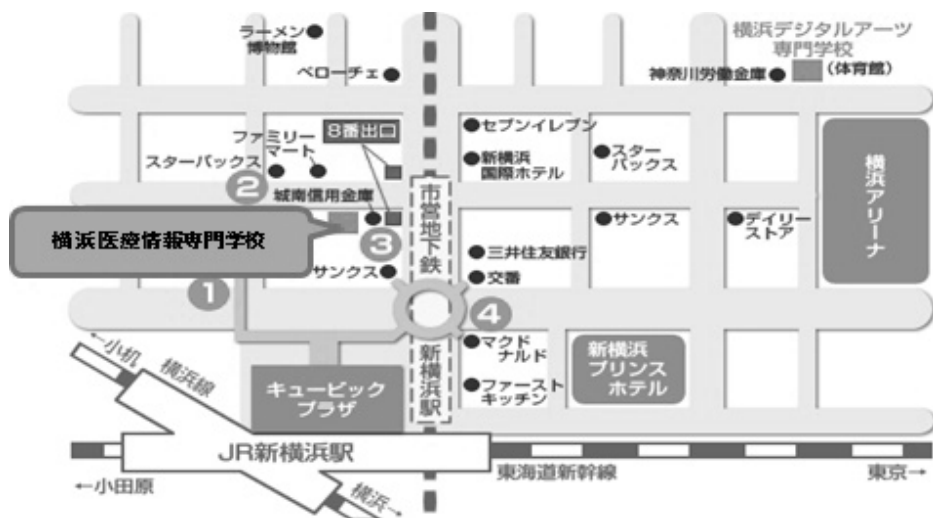 ラーメン
博物館
ベローチェ
横浜デジタルアーツ
専門学校
神奈川労働金庫
(体育館)
8番出口
ファミリー
マート
スターバックス
セブンイレブン
新横浜
国際ホテル
スター
バックス
横浜アリーナ
2
城南信用金庫
市営地下鉄
サンクス
デイリー
ストア
横浜医療情報専門学校
3
三井住友銀行
サンクス
交番
1
4
←小机
横浜線
新横浜駅
マクド
ナルド
新横浜
プリンス
ホテル
キュービック
プラザ
ファースト
キッチン
JR新横浜駅
←小田原
横浜→
東海道新幹線
東京→